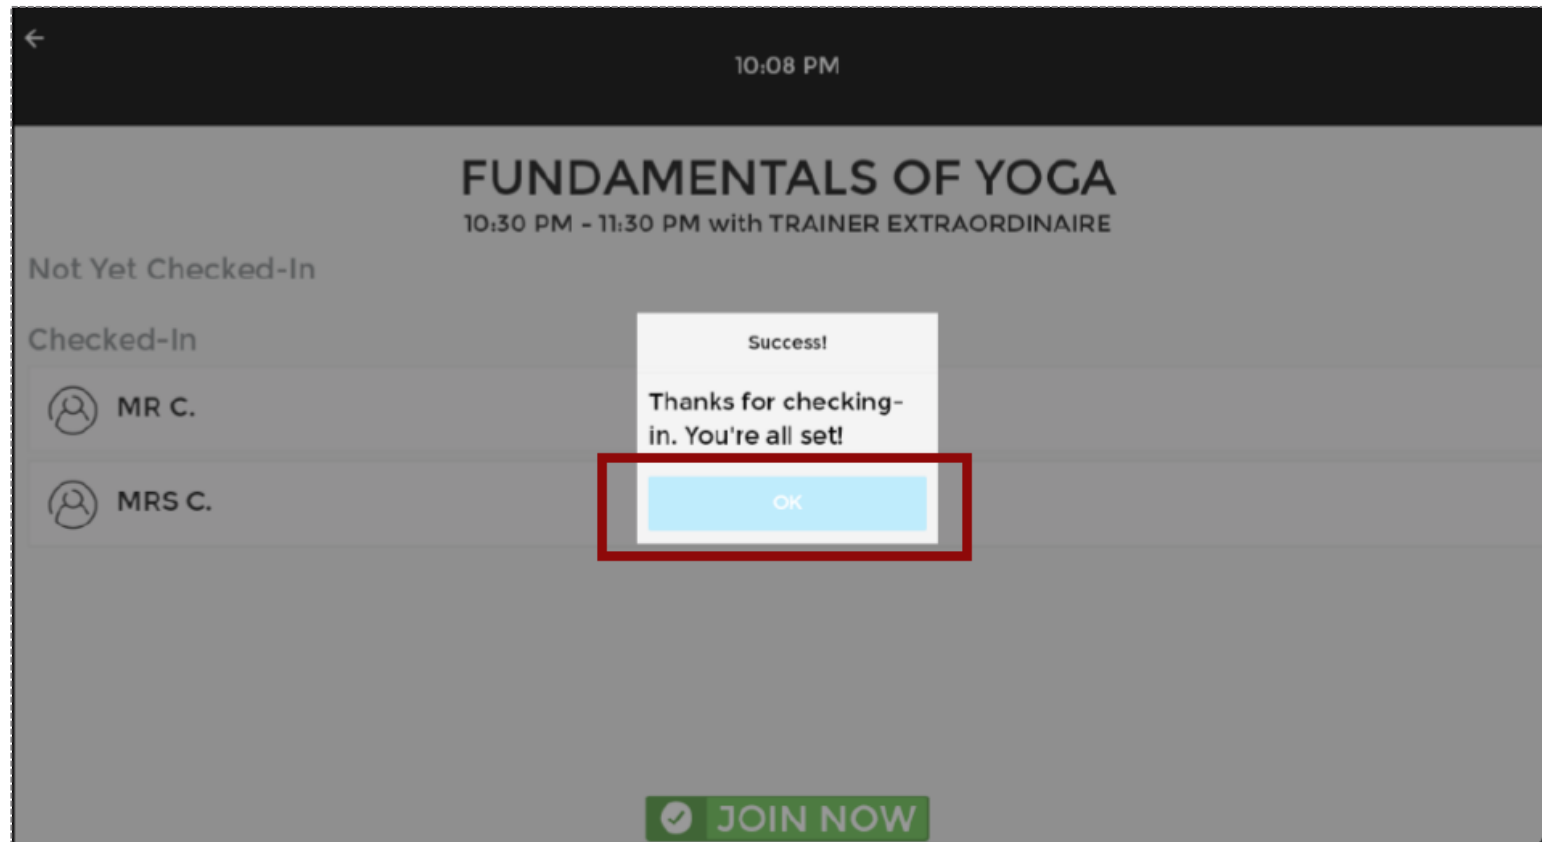 10:08 PM
FUNDAMENTALS OF YOGA
10:30 PM - 11:30 PM with TRAINER EXTRAORDINAIRE
Not Yet Checked-In
Checked-In
MR C.
MRS C.
Success!
Thanks for checking-
in. You're all set!
OK
JOIN NOW